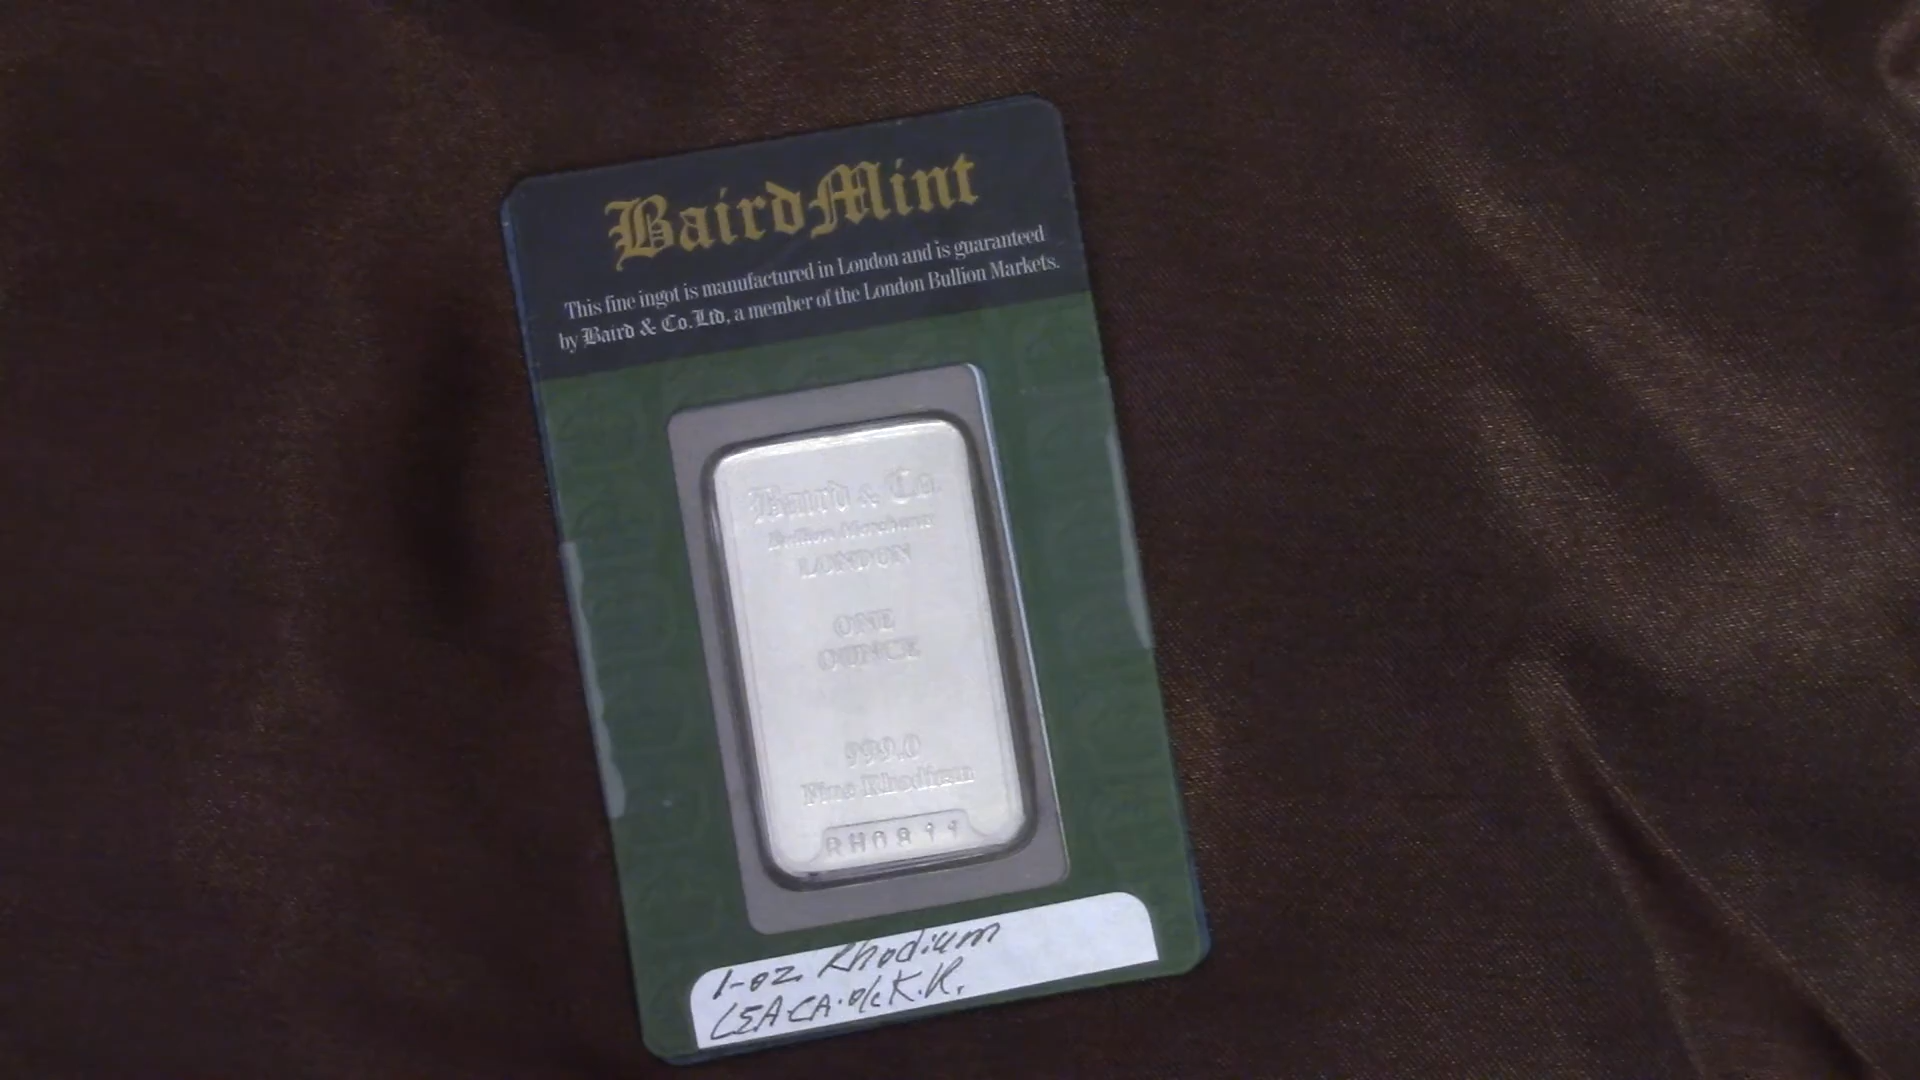 BairdMint
This fine ingot is manufactured in London and is guaranteed
by Baird & Co. Ltd, a member of the London Bullion Markets.
Baird & Co.
Bullion Merchants
LONDON
ONE
OUNCE
999.0
Fine Rhodium
RH0811
1-oz. Rhodium
K.R.